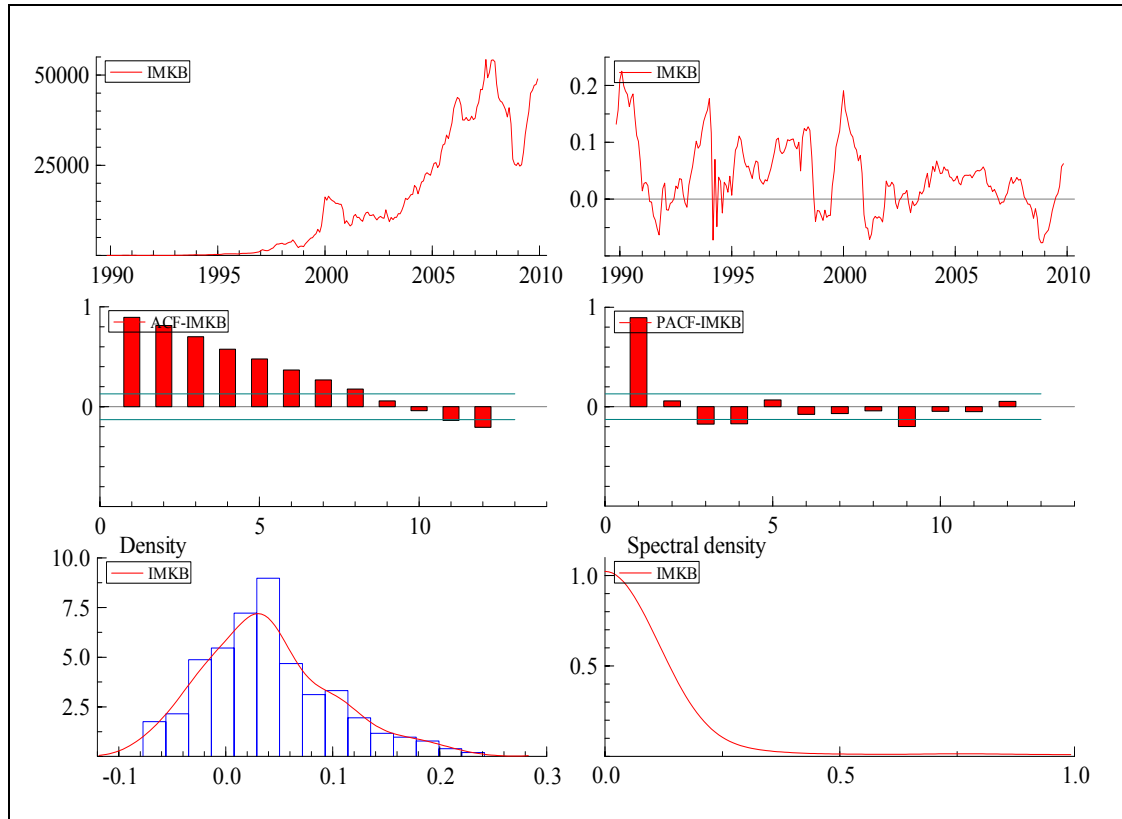 IMKB
50000
25000
1990 1995 2000 2005 2010
IMKB
0.2
0.1
0.0
1990 1995 2000 2005 2010
ACF-IMKB
1
0
0 5 10
PACF-IMKB
1
0
0 5 10
Density
IMKB
10.0
7.5
5.0
2.5
-0.1 0.0 0.1 0.2 0.3
Spectral density
IMKB
1.0
0.5
0.0 0.5 1.0